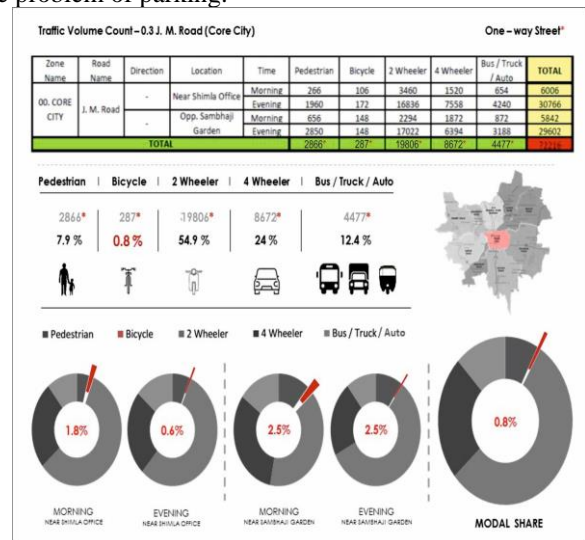 e problem of parking.
Traffic Volume Count – 0.3 J. M. Road (Core City) One – way Street*
Zone Name Road Name Direction Location Time Pedestrian Bicycle 2 Wheeler 4 Wheeler Bus / Truck / Auto TOTAL
00. CORE CITY J. M. Road - Near Shimla Office Morning 266 106 3460 1520 654 6006
Evening 1960 172 16836 7558 4240 30766
- Opp. Sambhaji Garden Morning 656 148 2294 1872 872 5842
Evening 2850 148 17022 6394 3188 29602
TOTAL 2866* 287* 19806* 8672* 4477*
Pedestrian | Bicycle | 2 Wheeler | 4 Wheeler | Bus / Truck / Auto
2866* 287* 19806* 8672* 4477*
7.9 % 0.8 % 54.9 % 24 % 12.4 %
Pedestrian Bicycle 2 Wheeler 4 Wheeler Bus / Truck / Auto
1.8% 0.6% 2.5% 2.5% 0.8%
MORNING EVENING MORNING EVENING
NEAR SHIMLA OFFICE NEAR SHIMLA OFFICE NEAR SAMBHAJI GARDEN NEAR SAMBHAJI GARDEN
MODAL SHARE